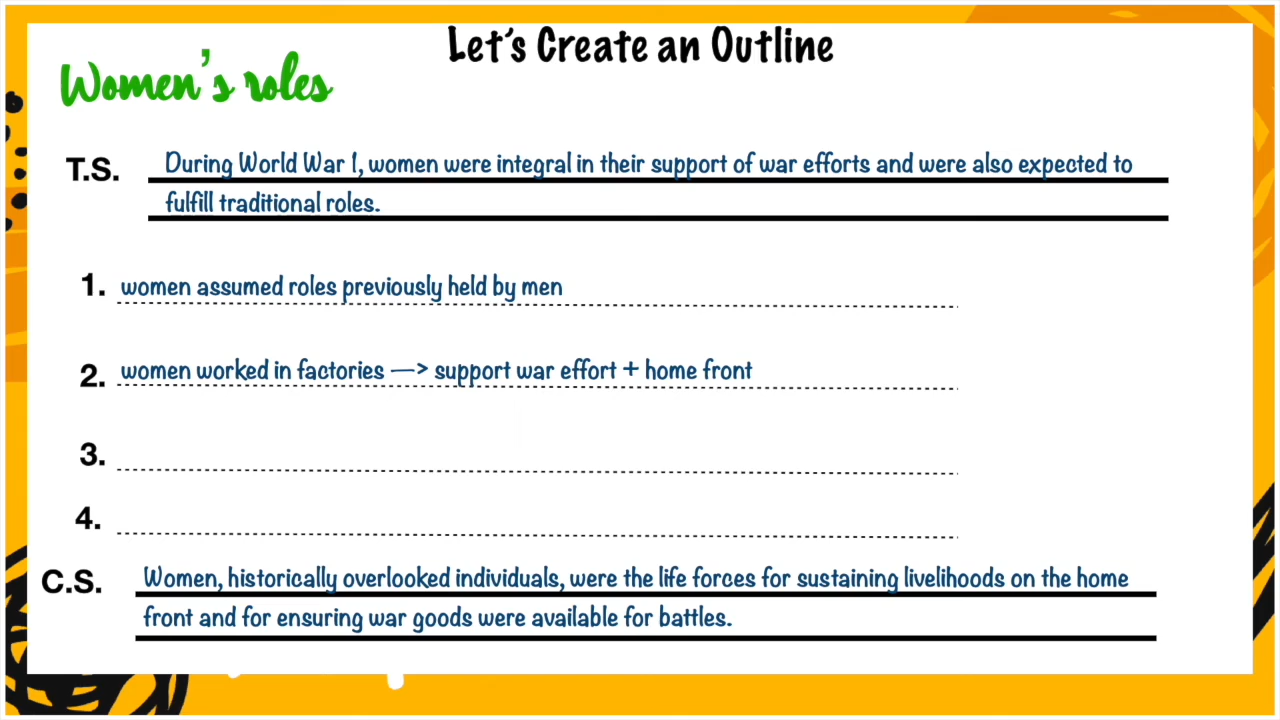 Let's Create an Outline
Women's roles
T.S. During World War 1, women were integral in their support of war efforts and were also expected to
fulfill traditional roles.
1. women assumed roles previously held by men
2. women worked in factories —> support war effort + home front
3.
4.
C.S. Women, historically overlooked individuals, were the life forces for sustaining livelihoods on the home
front and for ensuring war goods were available for battles.